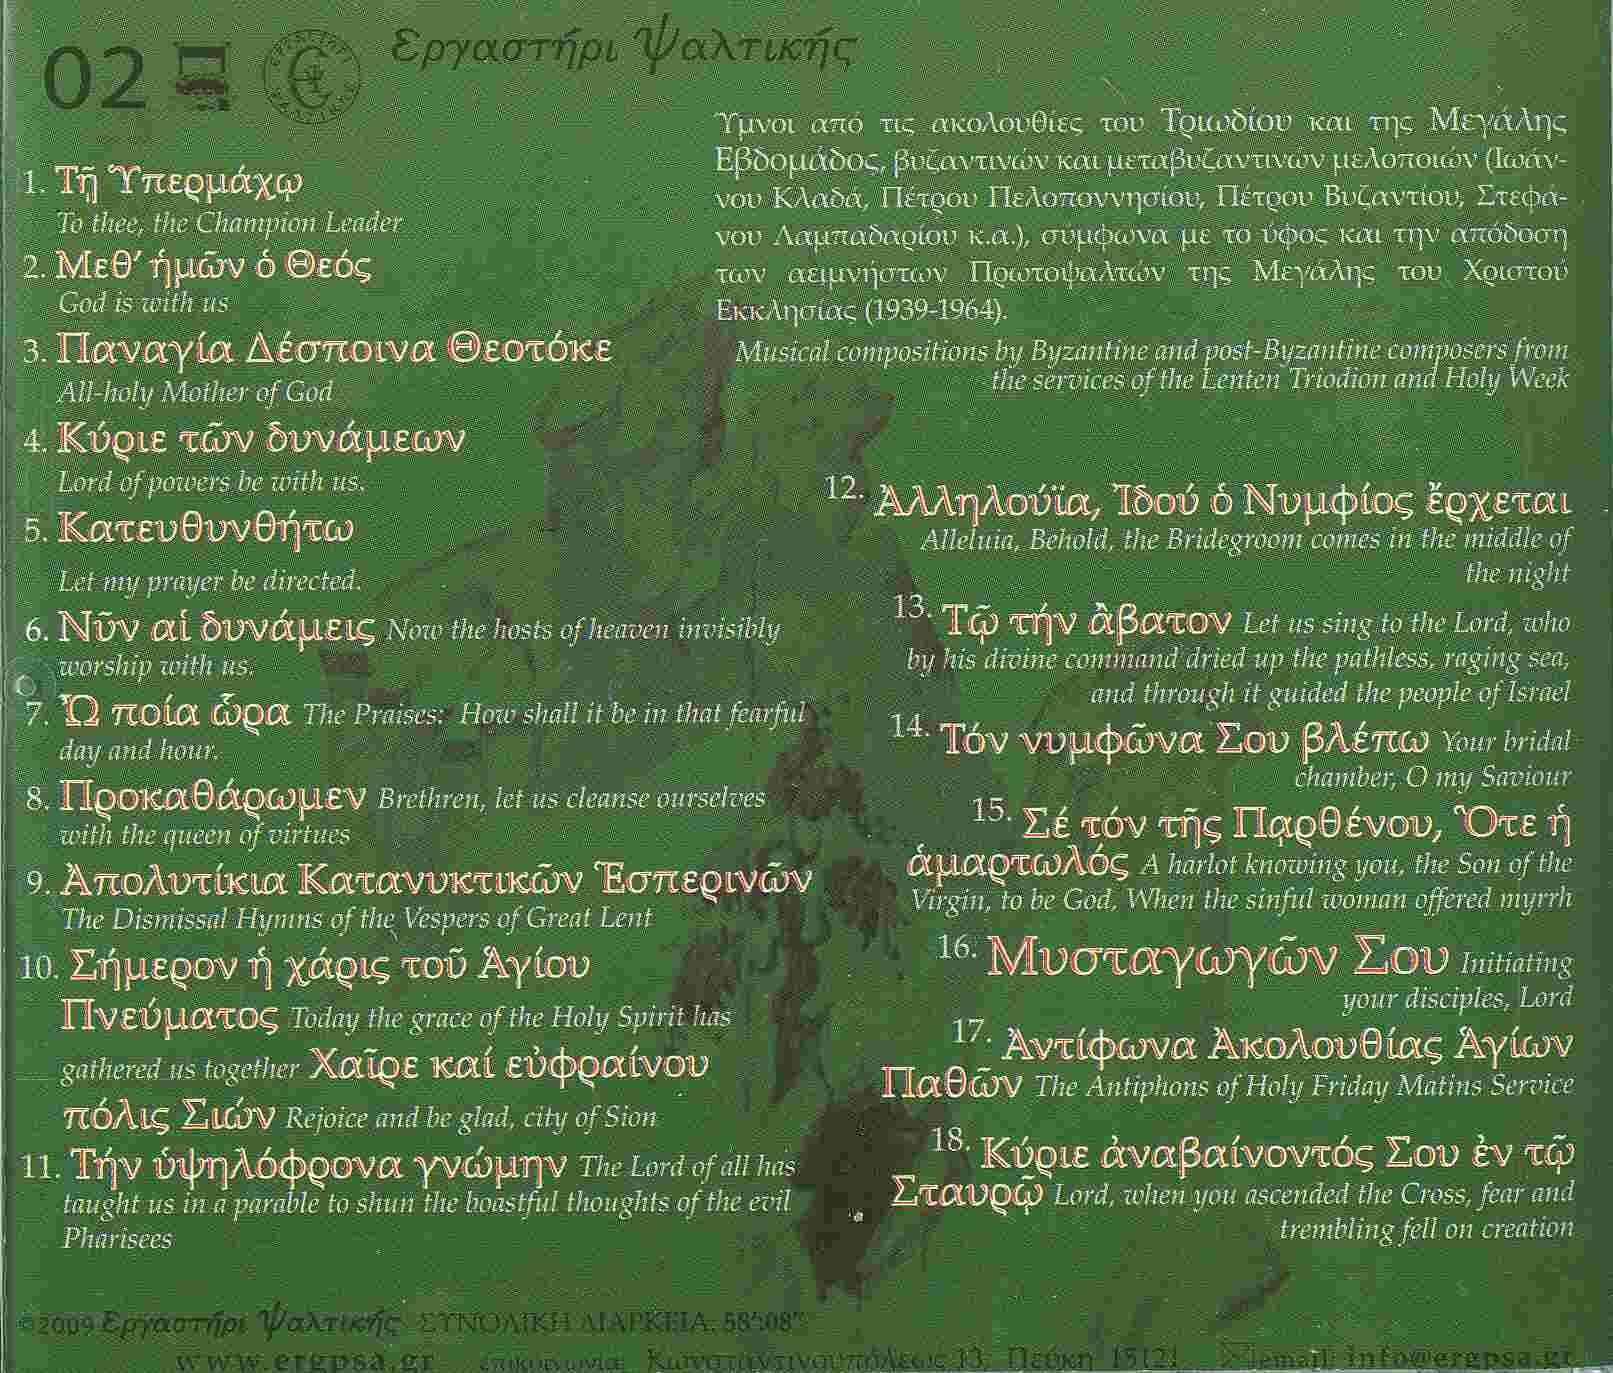 02 Εργαστήρι Ψαλτικής
1. Τῇ Ὑπερμάχῳ
To thee, the Champion Leader
2. Μεθ’ ἡμῶν ὁ Θεός
God is with us
3. Παναγία Δέσποινα Θεοτόκε
All-holy Mother of God
4. Κύριε τῶν δυνάμεων
Lord of powers be with us.
5. Κατευθυνθήτω
Let my prayer be directed.
6. Νῦν αἱ δυνάμεις Now the hosts of heaven invisibly
worship with us.
7. Ὢ ποία ὥρα The Praises: How shall it be in that fearful
day and hour.
8. Προκαθάρωμεν Brethren, let us cleanse ourselves
with the queen of virtues
9. Ἀπολυτίκια Κατανυκτικῶν Ἑσπερινῶν
The Dismissal Hymns of the Vespers of Great Lent
10. Σήμερον ἡ χάρις τοῦ Ἁγίου
Πνεύματος Today the grace of the Holy Spirit has
gathered us together Χαῖρε καί εὐφραίνου
πόλις Σιών Rejoice and be glad, city of Sion
11. Τήν ὑψηλόφρονα γνώμην The Lord of all has
taught us in a parable to shun the boastful thoughts of the evil
Pharisees
Ύμνοι από τις ακολουθίες του Τριωδίου και της Μεγάλης
Εβδομάδος, βυζαντινών και μεταβυζαντινών μελοποιών (Ιωάν-
νου Κλαδά, Πέτρου Πελοποννησίου, Πέτρου Βυζαντίου, Στεφά-
νου Λαμπαδαρίου κ.α.), σύμφωνα με το ύφος και την απόδοση
των αειμνήστων Πρωτοψαλτών της Μεγάλης του Χριστού
Εκκλησίας (1939-1964).
Musical compositions by Byzantine and post-Byzantine composers from
the services of the Lenten Triodion and Holy Week
12. Ἀλληλούϊα, Ἰδού ὁ Νυμφίος ἔρχεται
Alleluia, Behold, the Bridegroom comes in the middle of
the night
13. Τῷ τήν ἄβατον Let us sing to the Lord, who
by his divine command dried up the pathless, raging sea,
and through it guided the people of Israel
14. Τόν νυμφῶνα Σου βλέπω Your bridal
chamber, O my Saviour
15. Σέ τόν τῆς Παρθένου, Ὅτε ἡ
ἁμαρτωλός A harlot knowing you, the Son of the
Virgin, to be God, When the sinful woman offered myrrh
16. Μυσταγωγῶν Σου Initiating
your disciples, Lord
17. Ἀντίφωνα Ἀκολουθίας Ἁγίων
Παθῶν The Antiphons of Holy Friday Matins Service
18. Κύριε ἀναβαίνοντός Σου ἐν τῷ
Σταυρῷ Lord, when you ascended the Cross, fear and
trembling fell on creation
©2009 Εργαστήρι Ψαλτικής ΣΥΝΟΛΙΚΗ ΔΙΑΡΚΕΙΑ: 58':08"
www.ergpsa.gr επικοινωνία: Κωνσταντινουπόλεως 13, Πεύκη 15121 email: info@ergpsa.gr